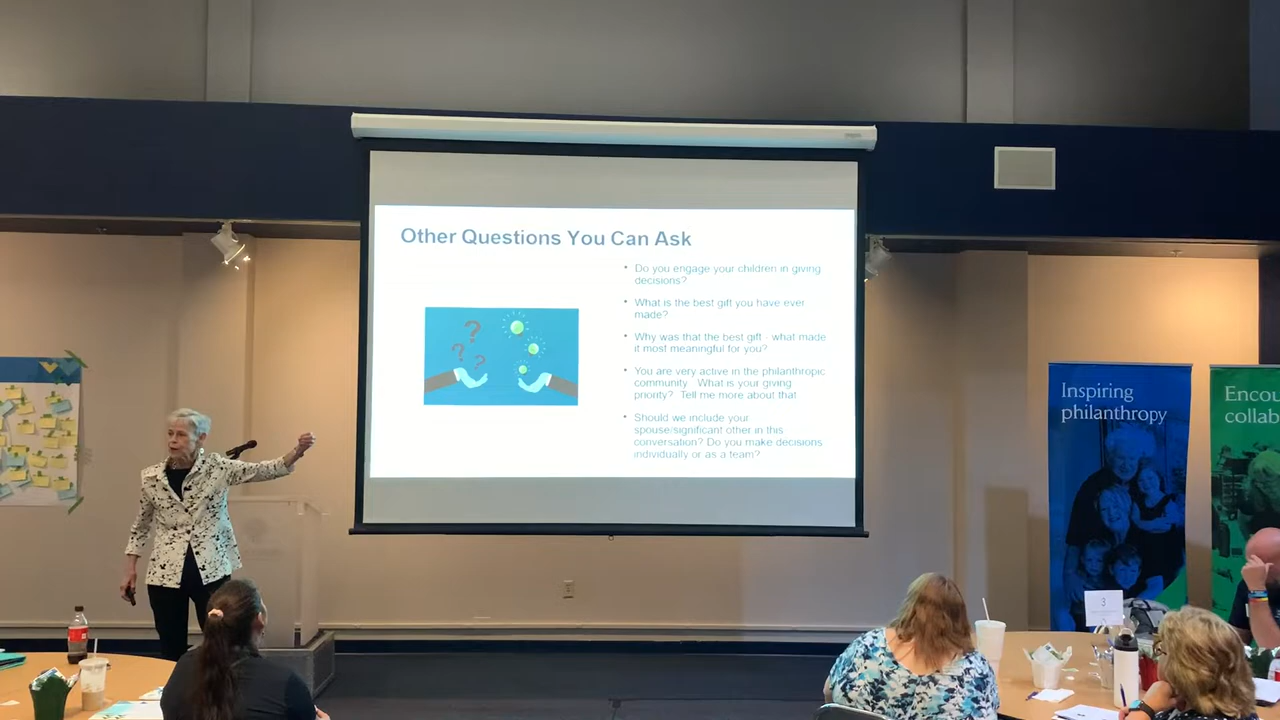 Other Questions You Can Ask
• Do you engage your children in giving
decisions?
• What is the best gift you have ever
made?
• Why was that the best gift - what made
it most meaningful for you?
• You are very active in the philanthropic
community. What is your giving
priority? Tell me more about that
• Should we include your
spouse/significant other in this
conversation? Do you make decisions
individually or as a team?
? ? ?
Inspiring
philanthropy
Encou
collab
3